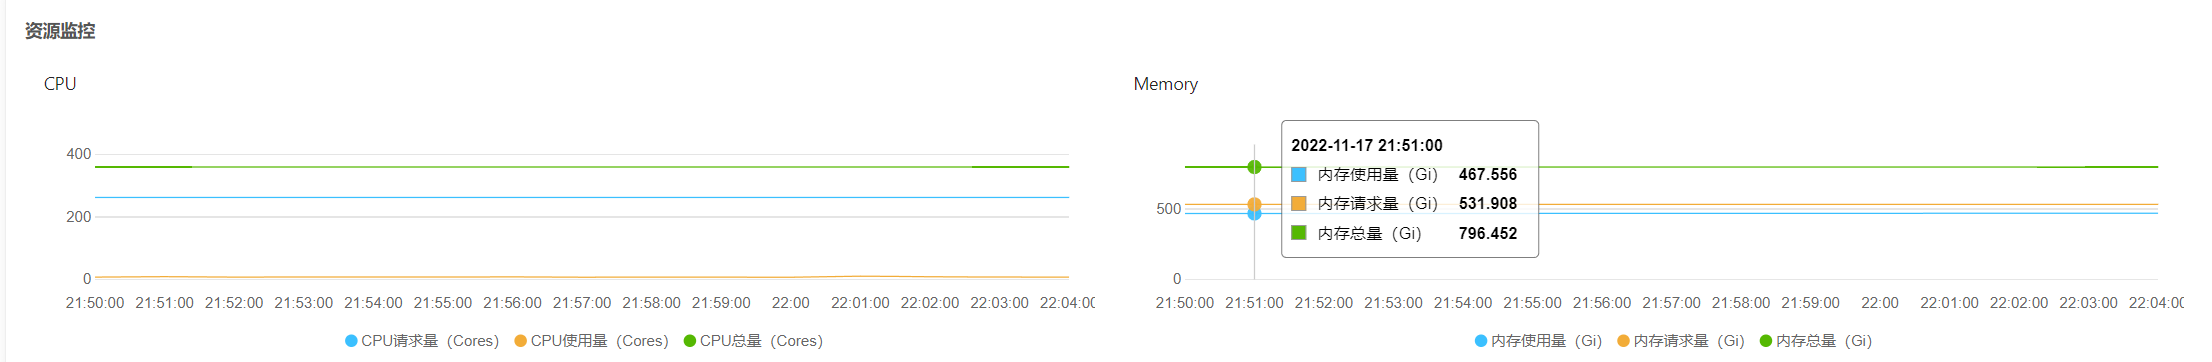 资源监控
CPU
400
200
0
21:50:00 21:51:00 21:52:00 21:53:00 21:54:00 21:55:00 21:56:00 21:57:00 21:58:00 21:59:00 22:00 22:01:00 22:02:00 22:03:00 22:04:00
CPU请求量（Cores） CPU使用量（Cores） CPU总量（Cores）
Memory
2022-11-17 21:51:00
内存使用量（Gi） 467.556
内存请求量（Gi） 531.908
内存总量（Gi） 796.452
500
0
21:50:00 21:51:00 21:52:00 21:53:00 21:54:00 21:55:00 21:56:00 21:57:00 21:58:00 21:59:00 22:00 22:01:00 22:02:00 22:03:00 22:04:00
内存使用量（Gi） 内存请求量（Gi） 内存总量（Gi）